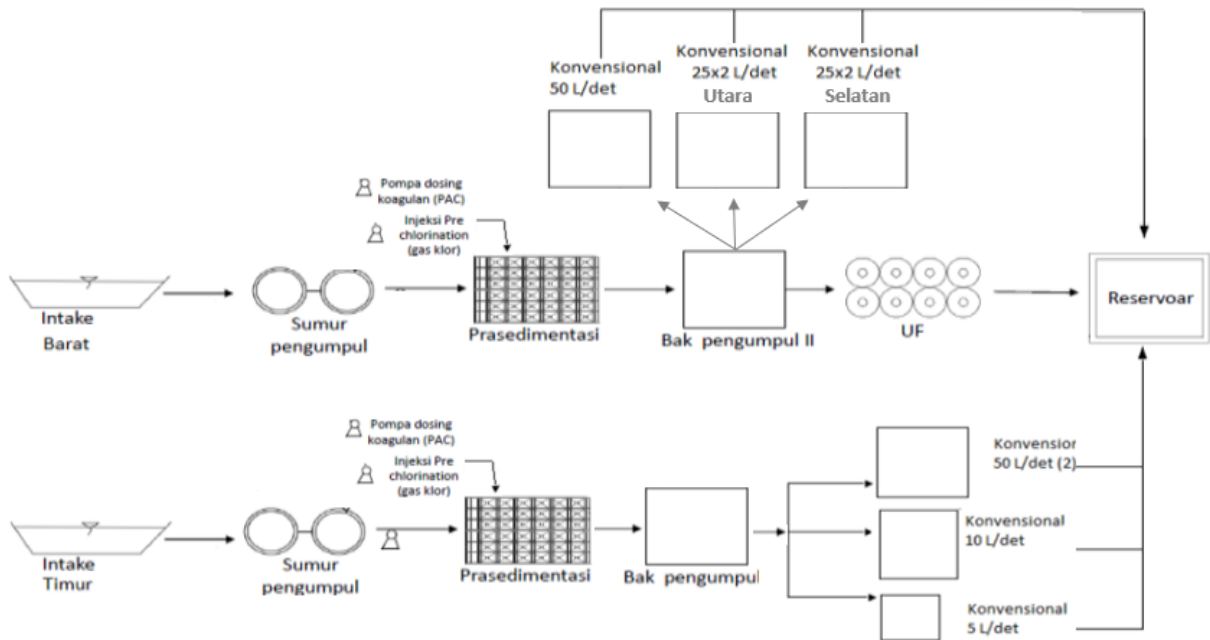 Konvensional
50 L/det
Konvensional
25x2 L/det
Utara
Konvensional
25x2 L/det
Selatan
Pompa dosing
koagulan (PAC)
Injeksi Pre
chlorination
(gas klor)
Intake
Barat
Sumur
pengumpul
Prasedimentasi
Bak pengumpul II
UF
Reservoar
Pompa dosing
koagulan (PAC)
Injeksi Pre
chlorination
(gas klor)
Intake
Timur
Sumur
pengumpul
Prasedimentasi
Bak pengumpul
Konvensior
50 L/det (2)
Konvensional
10 L/det
Konvensional
5 L/det